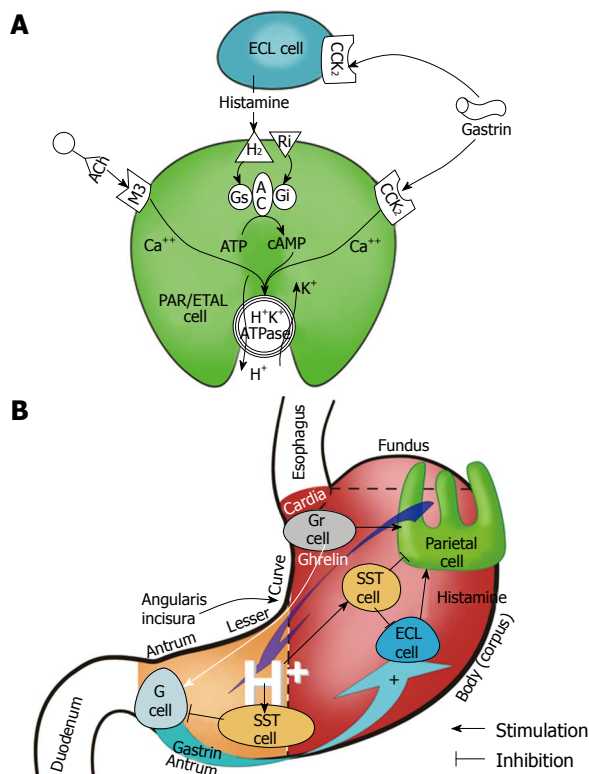 A
ECL cell
CCK2
Histamine
Gastrin
H2
Ri
ACh
M3
Gs
A
C
Gi
CCK2
Ca++
ATP
cAMP
Ca++
PAR/ETAL
cell
K+
H+K+
ATPase
H+
B
Esophagus
Fundus
Cardia
Gr
cell
Ghrelin
Parietal
cell
SST
cell
Histamine
Curve
Angularis
incisura
Lesser
Antrum
ECL
cell
Body (corpus)
H+
+
G
cell
SST
cell
Duodenum
Gastrin
Antrum
Stimulation
Inhibition